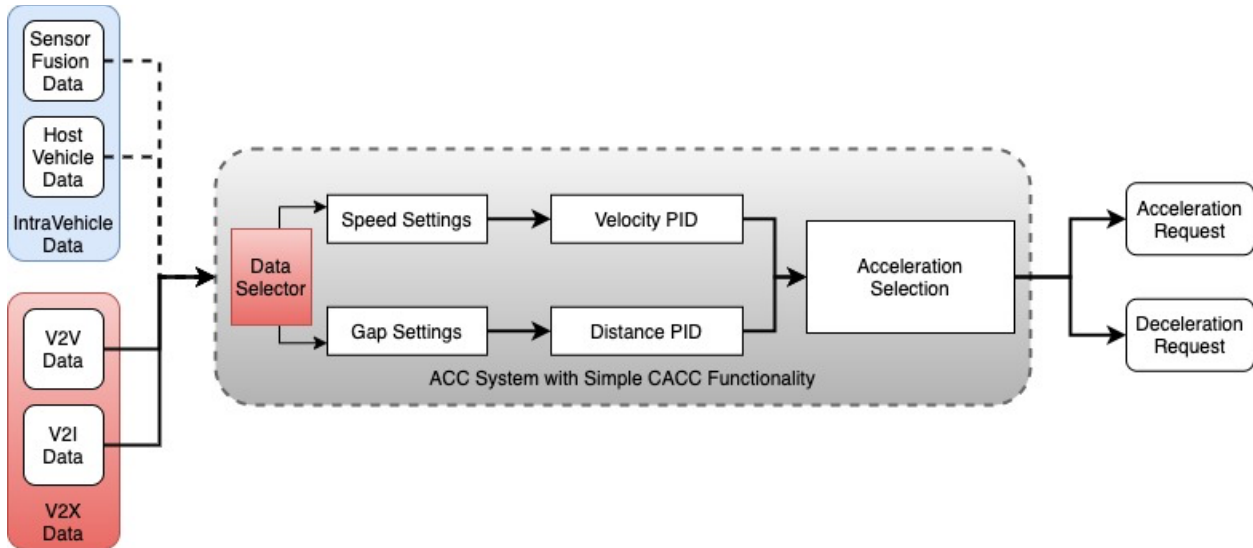 Sensor
Fusion
Data
Host
Vehicle
Data
IntraVehicle
Data
V2V
Data
V2I
Data
V2X
Data
Data
Selector
Speed Settings
Velocity PID
Gap Settings
Distance PID
Acceleration
Selection
ACC System with Simple CACC Functionality
Acceleration
Request
Deceleration
Request